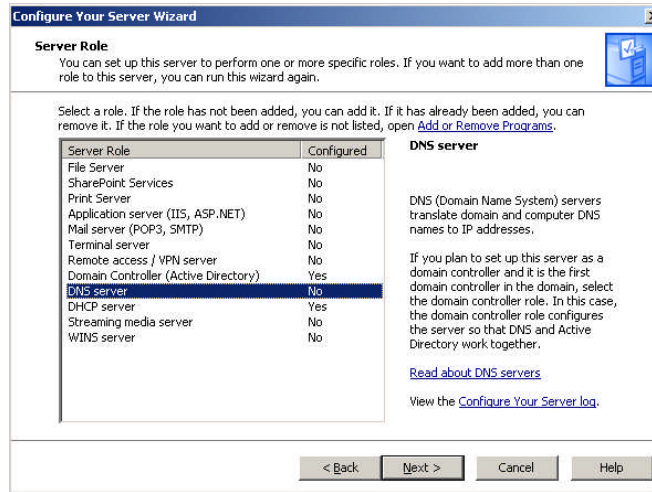 Configure Your Server Wizard
Server Role
You can set up this server to perform one or more specific roles. If you want to add more than one
role to this server, you can run this wizard again.
Select a role. If the role has not been added, you can add it. If it has already been added, you can
remove it. If the role you want to add or remove is not listed, open Add or Remove Programs.
Server Role Configured
File Server No
SharePoint Services No
Print Server No
Application server (IIS, ASP.NET) No
Mail server (POP3, SMTP) No
Terminal server No
Remote access / VPN server No
Domain Controller (Active Directory) Yes
DNS server No
DHCP server Yes
Streaming media server No
WINS server No
DNS server
DNS (Domain Name System) servers
translate domain and computer DNS
names to IP addresses.
If you plan to set up this server as a
domain controller and it is the first
domain controller in the domain, select
the domain controller role. In this case,
the domain controller role configures
the server so that DNS and Active
Directory work together.
Read about DNS servers
View the Configure Your Server log.
< Back Next > Cancel Help